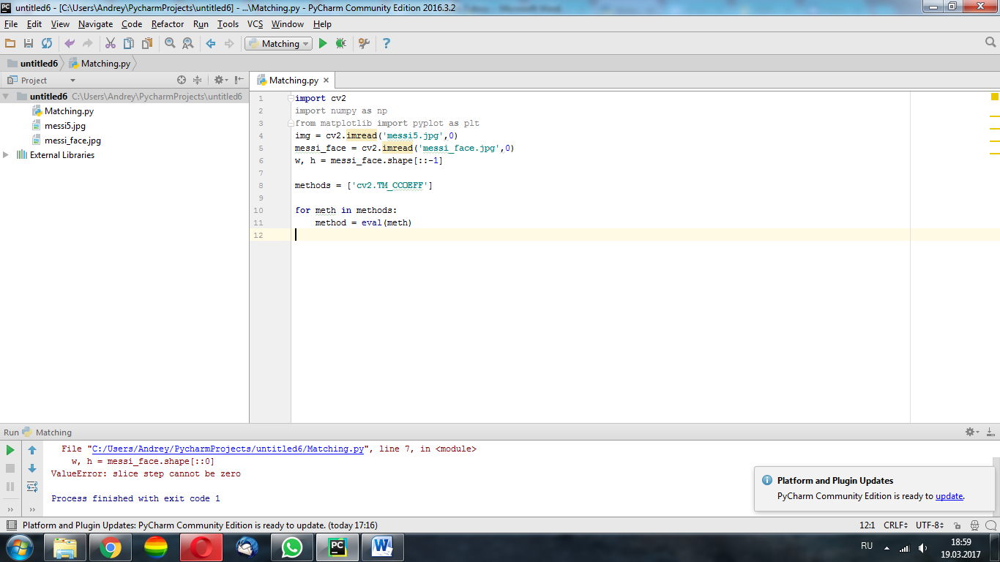 untitled6 - [C:\Users\Andrey\PycharmProjects\untitled6] - ...\Matching.py - PyCharm Community Edition 2016.3.2
File Edit View Navigate Code Refactor Run Tools VCS Window Help
Matching
untitled6 Matching.py
Project
Matching.py
untitled6 C:\Users\Andrey\PycharmProjects\untitled6
Matching.py
messi5.jpg
messi_face.jpg
External Libraries
1 import cv2
2 import numpy as np
3 from matplotlib import pyplot as plt
4 img = cv2.imread('messi5.jpg',0)
5 messi_face = cv2.imread('messi_face.jpg',0)
6 w, h = messi_face.shape[::-1]
7
8 methods = ['cv2.TM_CCOEFF']
9
10 for meth in methods:
11 method = eval(meth)
12
Run Matching
File "C:/Users/Andrey/PycharmProjects/untitled6/Matching.py", line 7, in <module>
w, h = messi_face.shape[::0]
ValueError: slice step cannot be zero
Process finished with exit code 1
Platform and Plugin Updates
PyCharm Community Edition is ready to update.
Platform and Plugin Updates: PyCharm Community Edition is ready to update. (today 17:16)
12:1 CRLF UTF-8
RU
18:59
19.03.2017